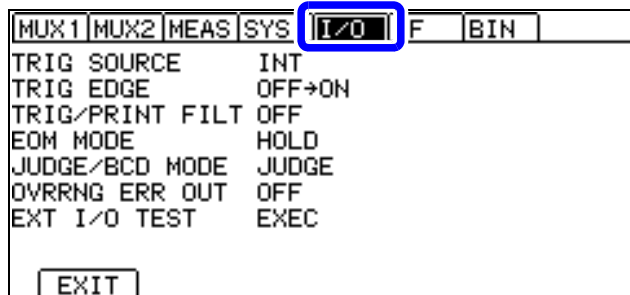 MUX1 MUX2 MEAS SYS I/O F BIN
TRIG SOURCE INT
TRIG EDGE OFF→ON
TRIG/PRINT FILT OFF
EOM MODE HOLD
JUDGE/BCD MODE JUDGE
OVRRNG ERR OUT OFF
EXT I/O TEST EXEC
EXIT